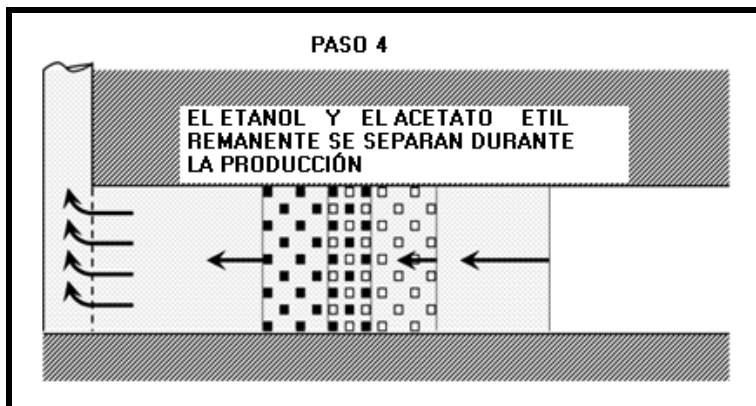 PASO 4
EL ETANOL Y EL ACETATO ETIL
REMANENTE SE SEPARAN DURANTE
LA PRODUCCIÓN